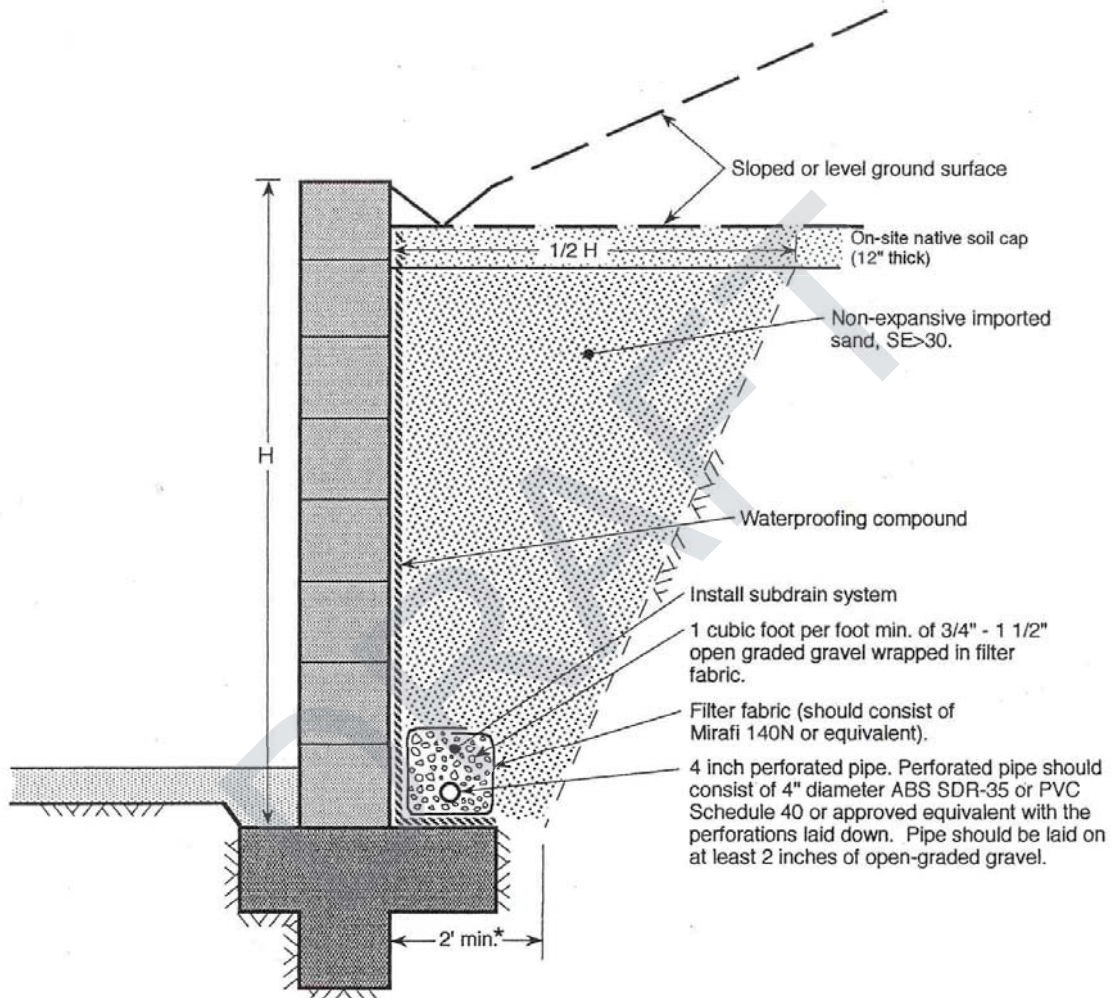 Sloped or level ground surface
1/2 H
On-site native soil cap
(12" thick)
Non-expansive imported
sand, SE>30.
H
Waterproofing compound
Install subdrain system
1 cubic foot per foot min. of 3/4" - 1 1/2"
open graded gravel wrapped in filter
fabric.
Filter fabric (should consist of
Mirafi 140N or equivalent).
4 inch perforated pipe. Perforated pipe should
consist of 4" diameter ABS SDR-35 or PVC
Schedule 40 or approved equivalent with the
perforations laid down. Pipe should be laid on
at least 2 inches of open-graded gravel.
2' min.*
DRAFT